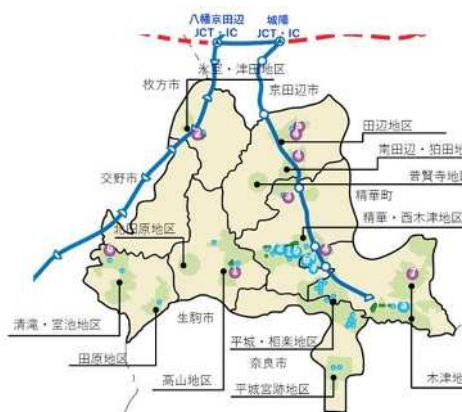 八幡京田辺
JCT・IC
城陽
JCT・IC
氷室・津田地区
枚方市
京田辺市
田辺地区
南田辺・狛田地
普賢寺地
交野市
精華町
北田原地区
精華・西木津地区
清滝・室池地区
生駒市
平城・相楽地区
田原地区
奈良市
高山地区
平城宮跡地区
木津地